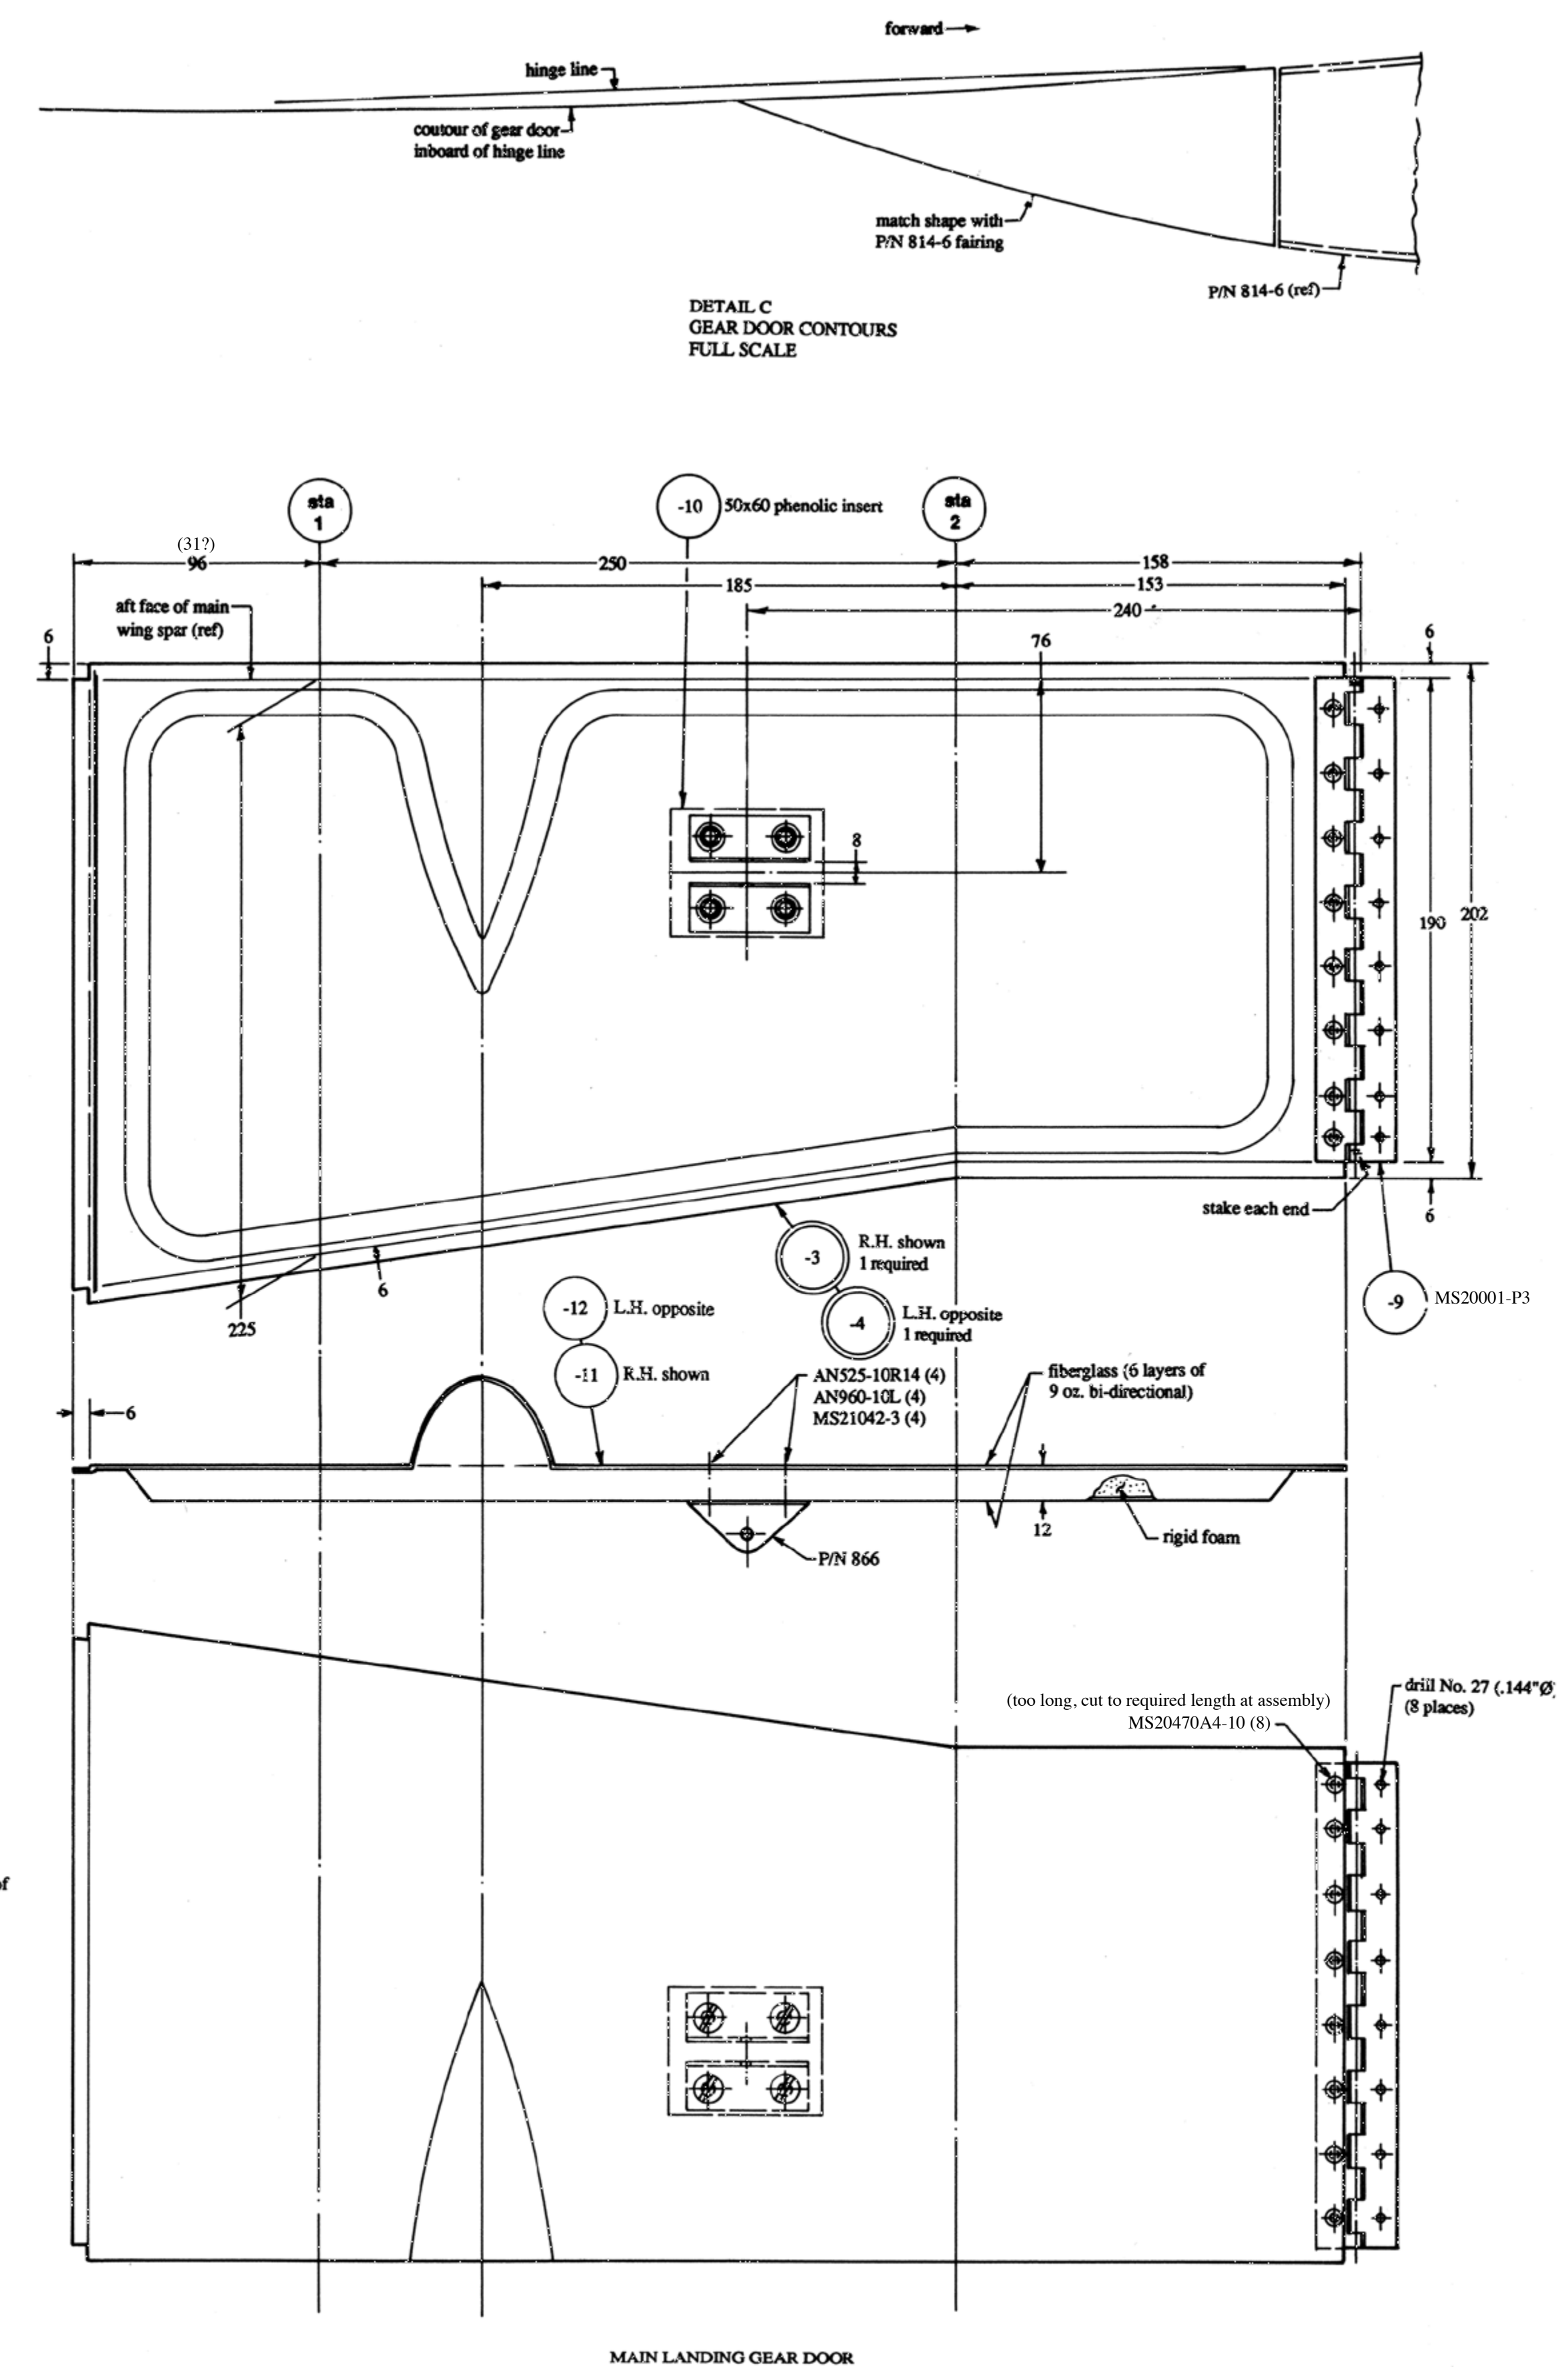 forward
hinge line
coutour of gear door
inboard of hinge line
match shape with
P/N 814-6 fairing
P/N 814-6 (ref)
DETAIL C
GEAR DOOR CONTOURS
FULL SCALE
sta
1
-10
50x60 phenolic insert
sta
2
(31?)
96
250
158
185
153
240
aft face of main
wing spar (ref)
6
76
6
8
190
202
stake each end
6
6
225
-3
R.H. shown
1 required
-4
L.H. opposite
1 required
-9
MS20001-P3
-12
L.H. opposite
-11
R.H. shown
AN525-10R14 (4)
AN960-10L (4)
MS21042-3 (4)
fiberglass (6 layers of
9 oz. bi-directional)
6
12
rigid foam
P/N 866
drill No. 27 (.144"Ø)
(8 places)
(too long, cut to required length at assembly)
MS20470A4-10 (8)
of
MAIN LANDING GEAR DOOR